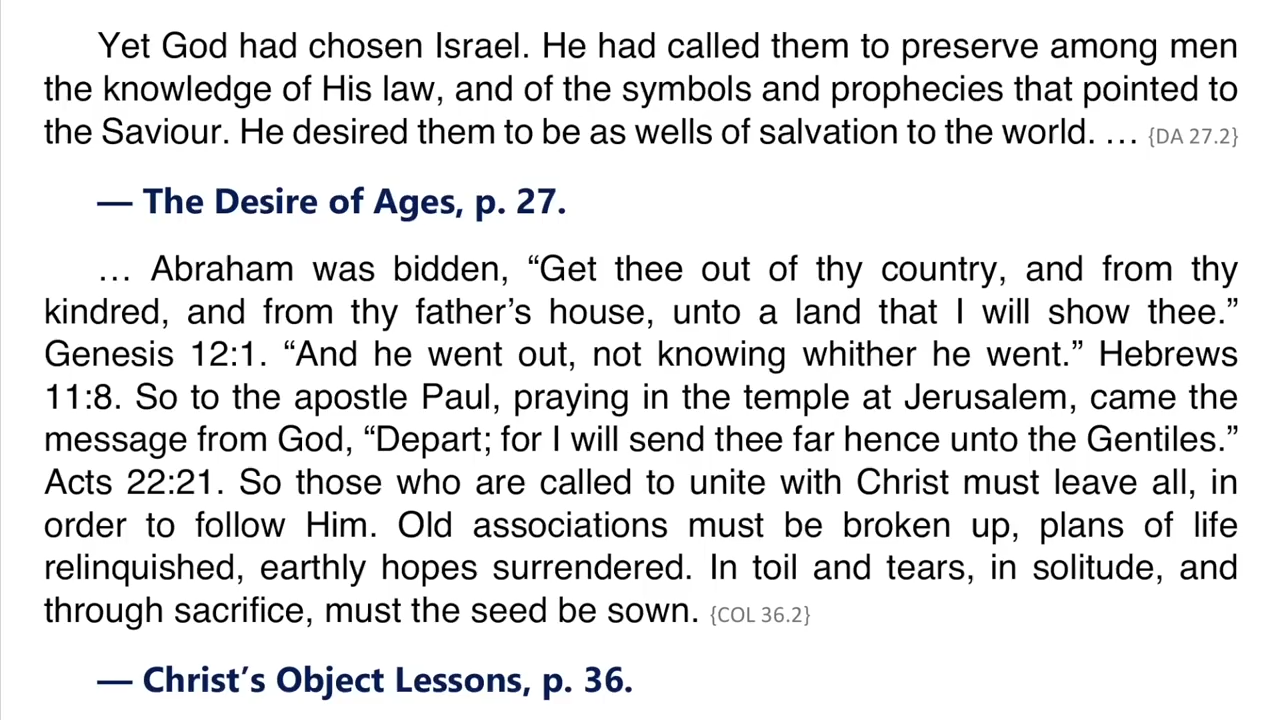 Yet God had chosen Israel. He had called them to preserve among men
the knowledge of His law, and of the symbols and prophecies that pointed to
the Saviour. He desired them to be as wells of salvation to the world. … {DA 27.2}
— The Desire of Ages, p. 27.
… Abraham was bidden, “Get thee out of thy country, and from thy
kindred, and from thy father’s house, unto a land that I will show thee.”
Genesis 12:1. “And he went out, not knowing whither he went.” Hebrews
11:8. So to the apostle Paul, praying in the temple at Jerusalem, came the
message from God, “Depart; for I will send thee far hence unto the Gentiles.”
Acts 22:21. So those who are called to unite with Christ must leave all, in
order to follow Him. Old associations must be broken up, plans of life
relinquished, earthly hopes surrendered. In toil and tears, in solitude, and
through sacrifice, must the seed be sown. {COL 36.2}
— Christ’s Object Lessons, p. 36.